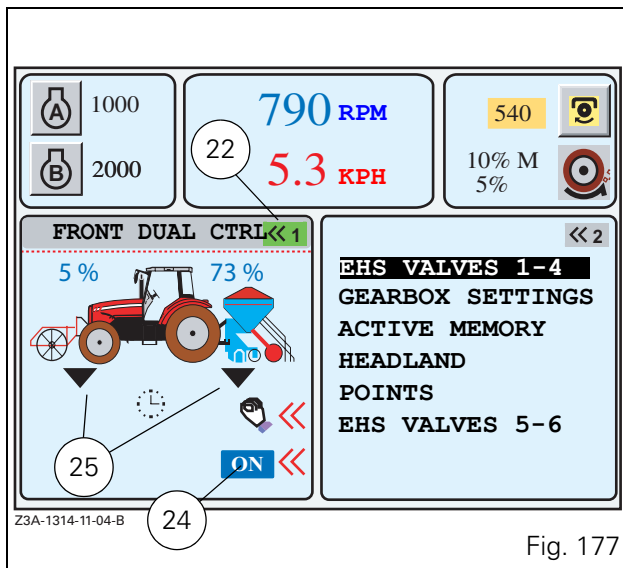 A 1000
B 2000
790 RPM
5.3 KPH
540
10% M
5%
22
FRONT DUAL CTRL «1
5 % 73 %
ON
25
24
«2
EHS VALVES 1-4
GEARBOX SETTINGS
ACTIVE MEMORY
HEADLAND
POINTS
EHS VALVES 5-6
Z3A-1314-11-04-B
Fig. 177